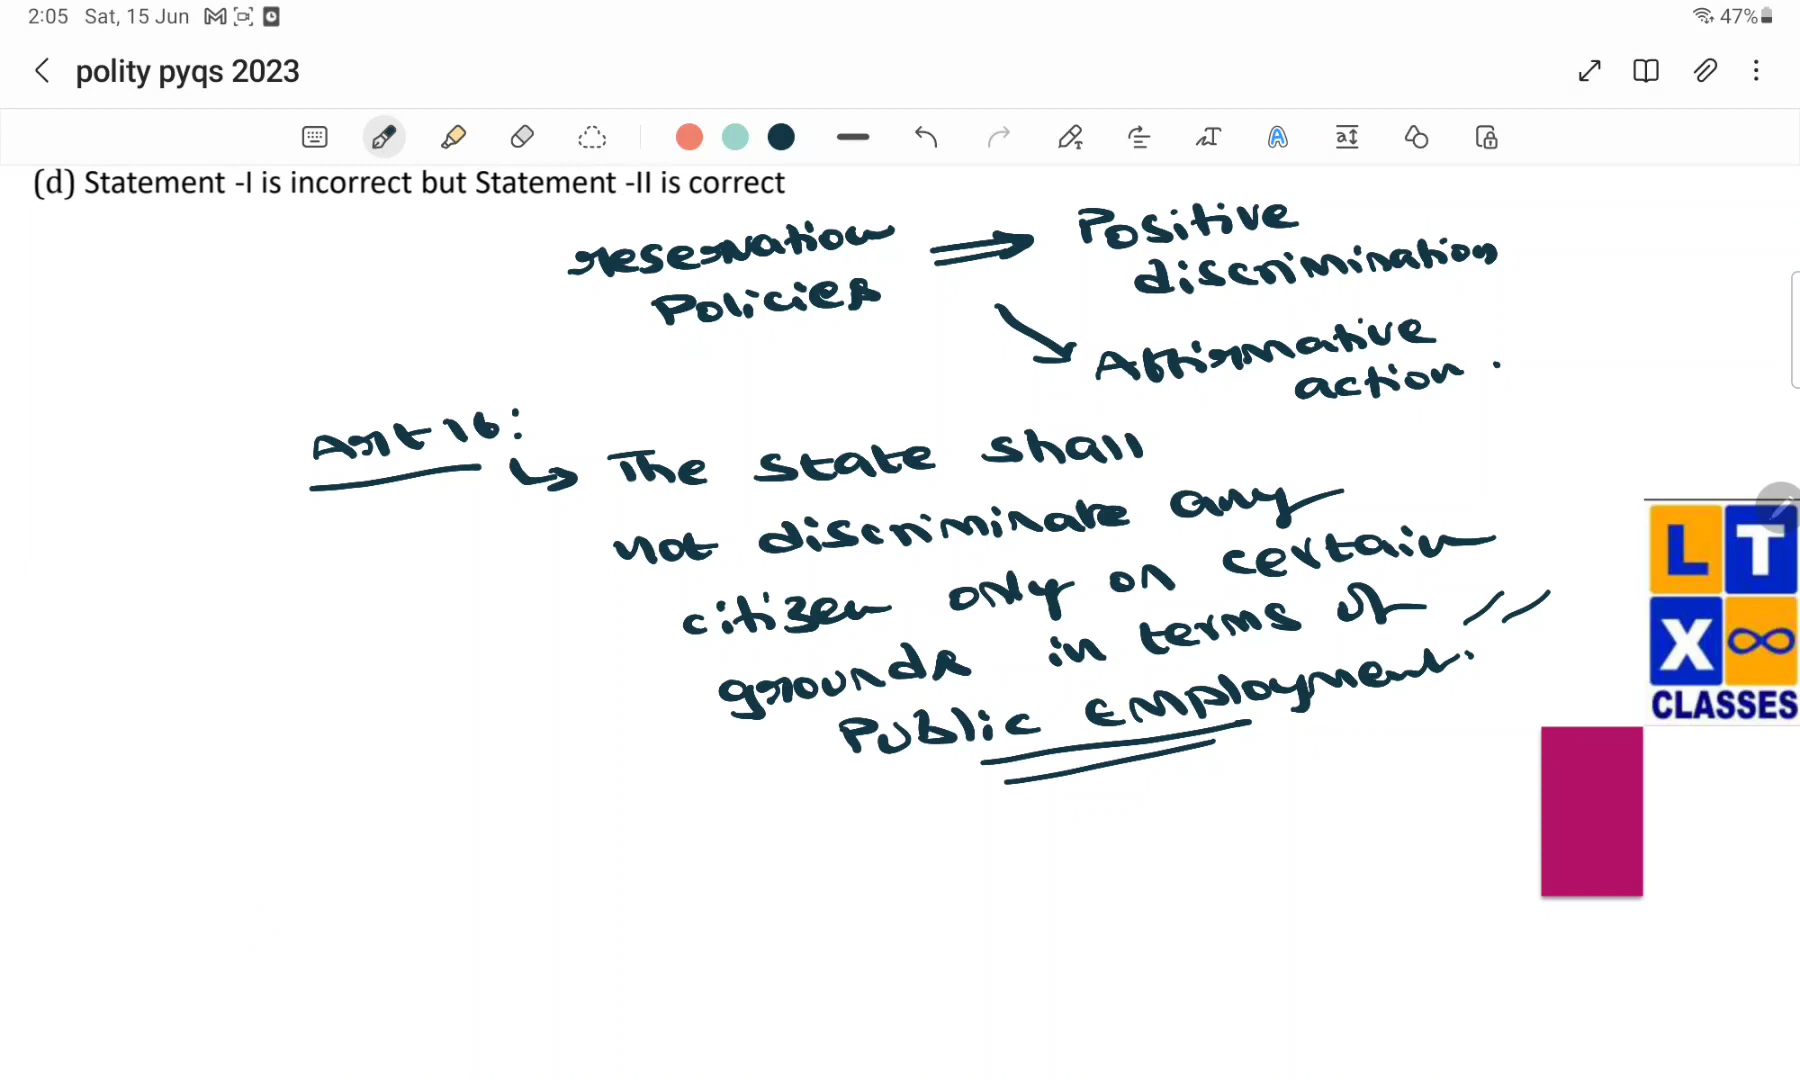 2:05 Sat, 15 Jun 47%
polity pyqs 2023
(d) Statement -I is incorrect but Statement -II is correct
reservation ⇒ Positive
Policies discrimination
↘ Affirmative
action.
Art 16:
↳ The state shall
not discriminate any
citizen only on certain
grounds in terms of
Public Employment.
L T
X ∞
CLASSES